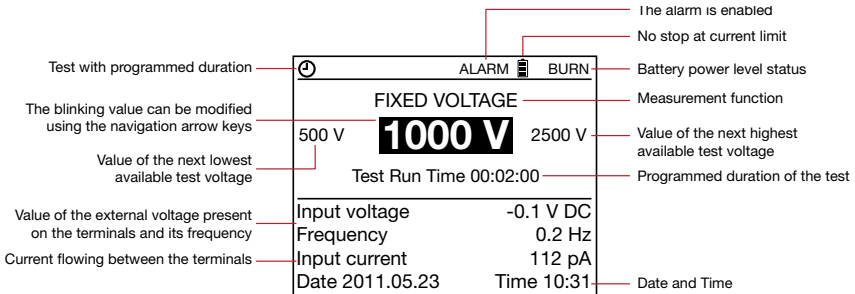 The alarm is enabled
No stop at current limit
Test with programmed duration
ALARM BURN
Battery power level status
The blinking value can be modified
using the navigation arrow keys
FIXED VOLTAGE
Measurement function
500 V 1000 V 2500 V
Value of the next highest
available test voltage
Value of the next lowest
available test voltage
Test Run Time 00:02:00
Programmed duration of the test
Value of the external voltage present
on the terminals and its frequency
Input voltage -0.1 V DC
Frequency 0.2 Hz
Current flowing between the terminals
Input current 112 pA
Date 2011.05.23 Time 10:31
Date and Time